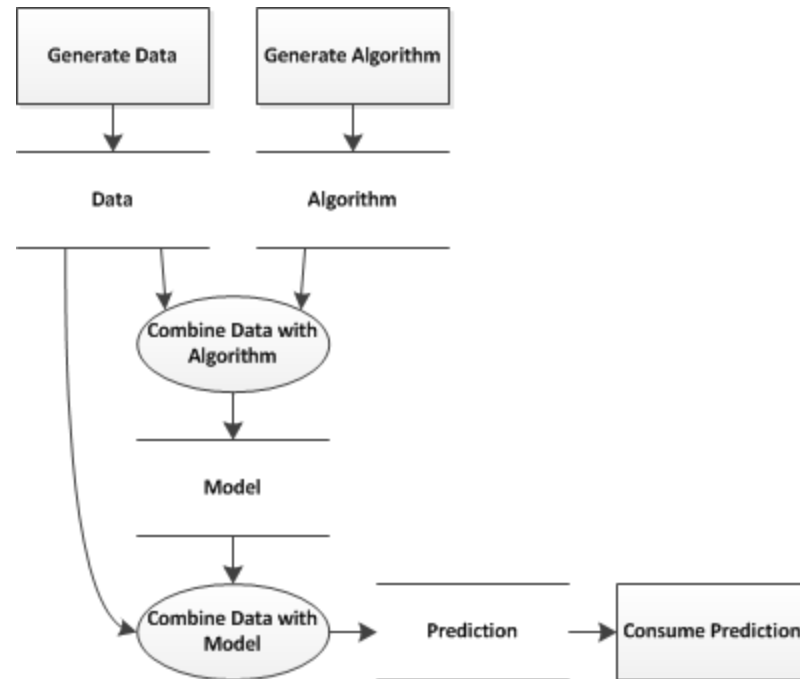 Generate Data
Generate Algorithm
Data
Algorithm
Combine Data with
Algorithm
Model
Combine Data with
Model
Prediction
Consume Prediction